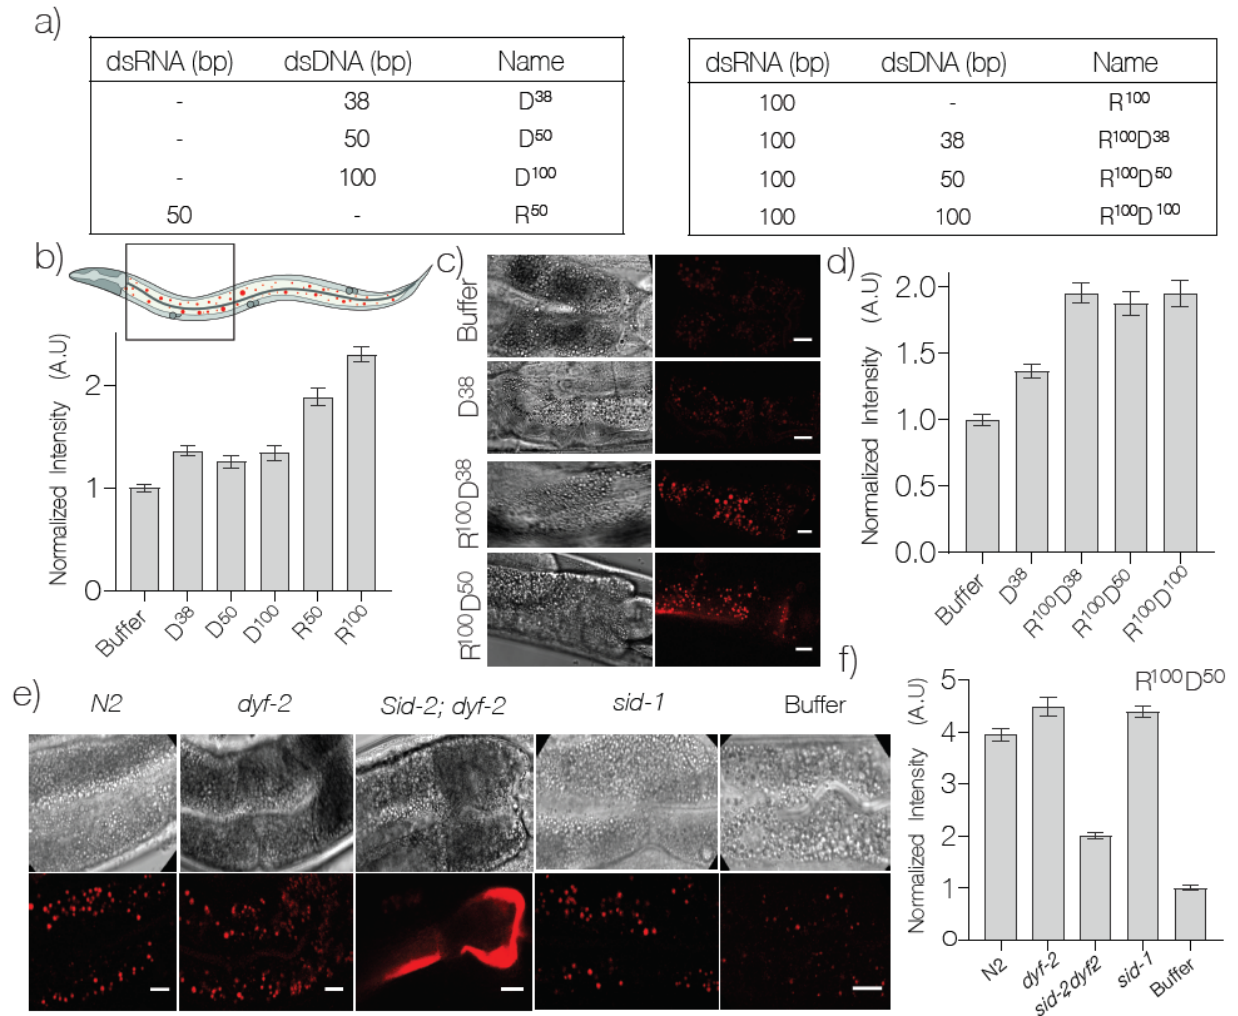 a)
dsRNA (bp) dsDNA (bp) Name
- 38 D³⁸
- 50 D⁵⁰
- 100 D¹⁰⁰
50 - R⁵⁰
dsRNA (bp) dsDNA (bp) Name
100 - R¹⁰⁰
100 38 R¹⁰⁰D³⁸
100 50 R¹⁰⁰D⁵⁰
100 100 R¹⁰⁰D¹⁰⁰
b)
Normalized Intensity (A.U)
2
1
0
Buffer D³⁸ D⁵⁰ D¹⁰⁰ R⁵⁰ R¹⁰⁰
c)
Buffer
D³⁸
R¹⁰⁰D³⁸
R¹⁰⁰D⁵⁰
d)
Normalized Intensity (A.U)
2.0
1.5
1.0
0.5
0.0
Buffer D³⁸ R¹⁰⁰D³⁸ R¹⁰⁰D⁵⁰ R¹⁰⁰D¹⁰⁰
e)
N2 dyf-2 Sid-2; dyf-2 sid-1 Buffer
f)
R¹⁰⁰D⁵⁰
Normalized Intensity (A.U)
5
4
3
2
1
0
N2 dyf-2 sid-2dyf2 sid-1 Buffer